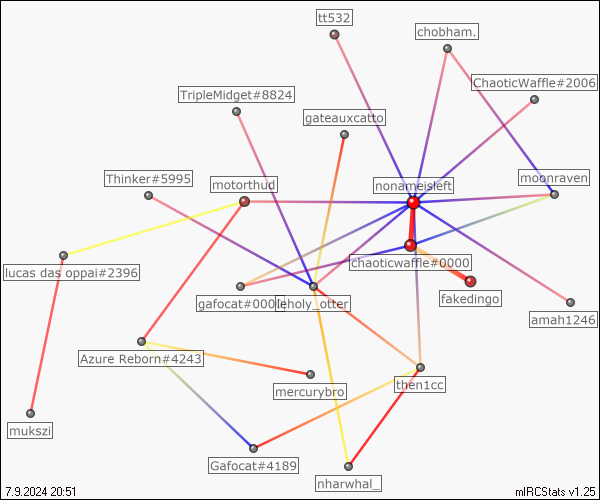 tt532
chobham.
ChaoticWaffle#2006
TripleMidget#8824
gateauxcatto
Thinker#5995
motorthud
nonameisleft
moonraven
lucas das oppai#2396
chaoticwaffle#0000
gafocat#000
leholy_otter
fakedingo
amah1246
Azure Reborn#4243
mercurybro
then1cc
mukszi
Gafocat#4189
nharwhal_
7.9.2024 20:51
mIRCStats v1.25